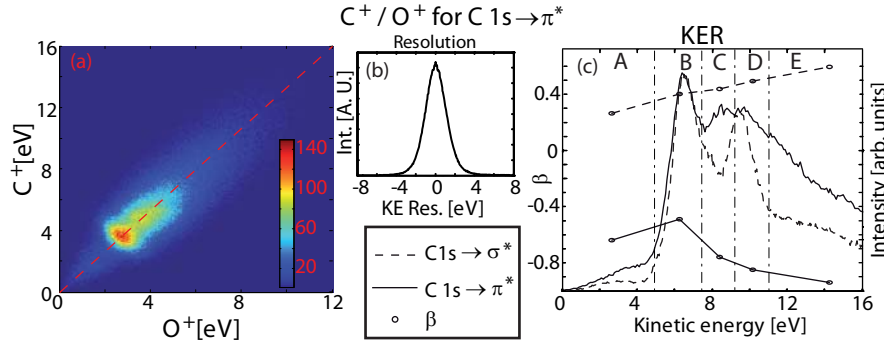 C⁺ / O⁺ for C 1s→π*
(a)
C⁺[eV]
16
12
8
4
0
140
100
60
20
0
4
8
12
O⁺[eV]
Resolution
(b)
Int. [A. U.]
-8
-4
0
4
8
KE Res. [eV]
C1s→σ*
C 1s→π*
β
KER
(c)
A
B
C
D
E
β
0.4
0
-0.4
-0.8
0
4
8
12
16
Kinetic energy [eV]
Intensity [arb. units]